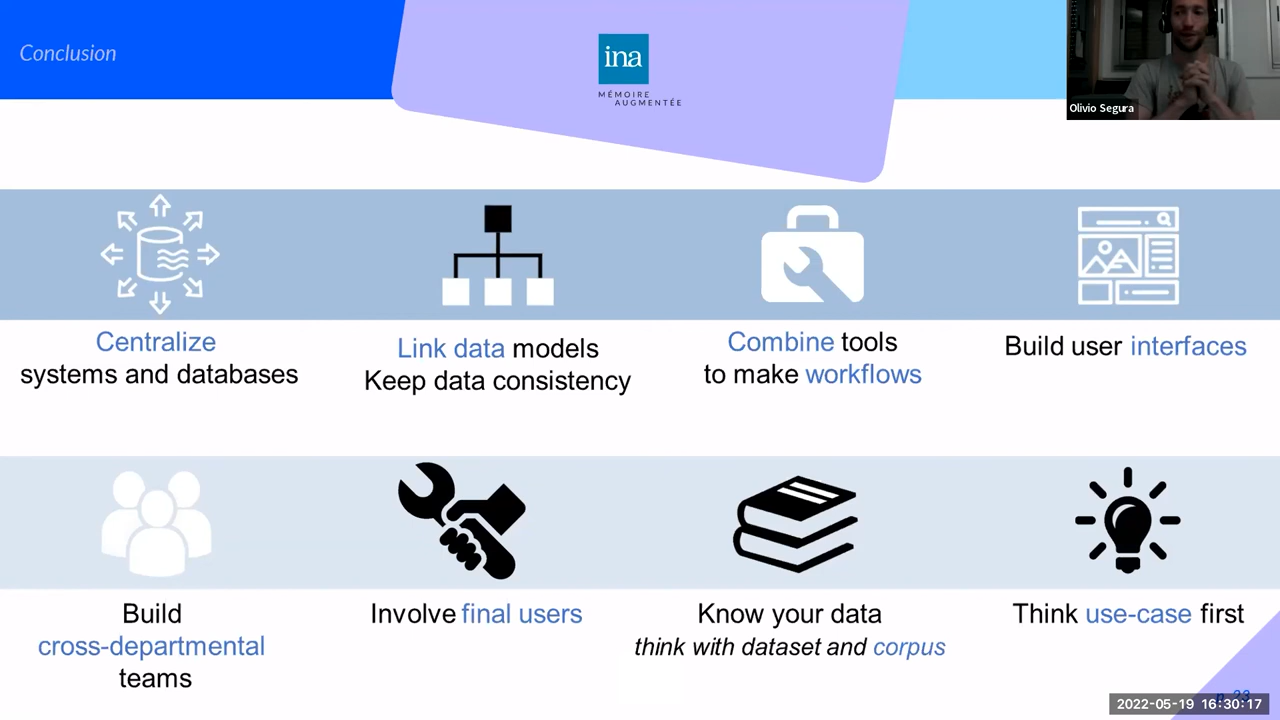 Conclusion
ina
MÉMOIRE
AUGMENTÉE
Olivio Segura
Centralize
systems and databases
Link data models
Keep data consistency
Combine tools
to make workflows
Build user interfaces
Build
cross-departmental
teams
Involve final users
Know your data
think with dataset and corpus
Think use-case first
p. 23
2022-05-19 16:30:17